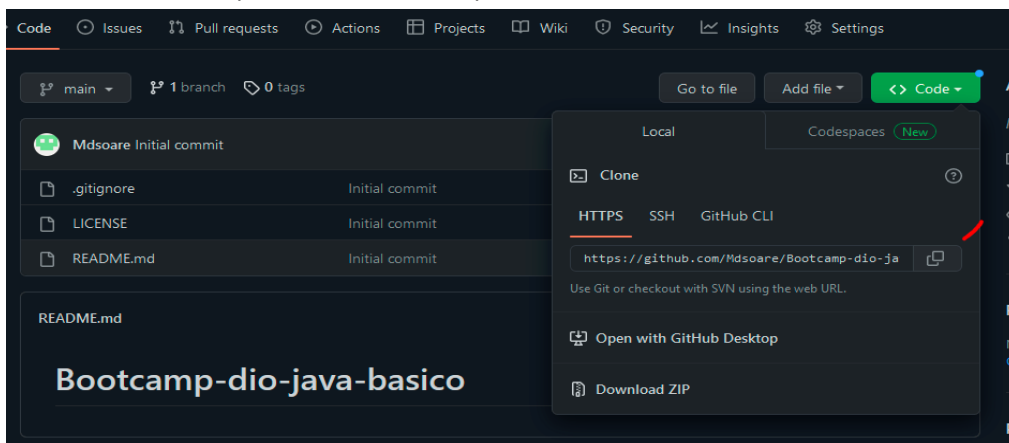 Code Issues Pull requests Actions Projects Wiki Security Insights Settings
main 1 branch 0 tags Go to file Add file <> Code
Mdsoare Initial commit
.gitignore Initial commit
LICENSE Initial commit
README.md Initial commit
README.md
Bootcamp-dio-java-basico
Local Codespaces New
Clone
HTTPS SSH GitHub CLI
https://github.com/Mdsoare/Bootcamp-dio-ja
Use Git or checkout with SVN using the web URL.
Open with GitHub Desktop
Download ZIP